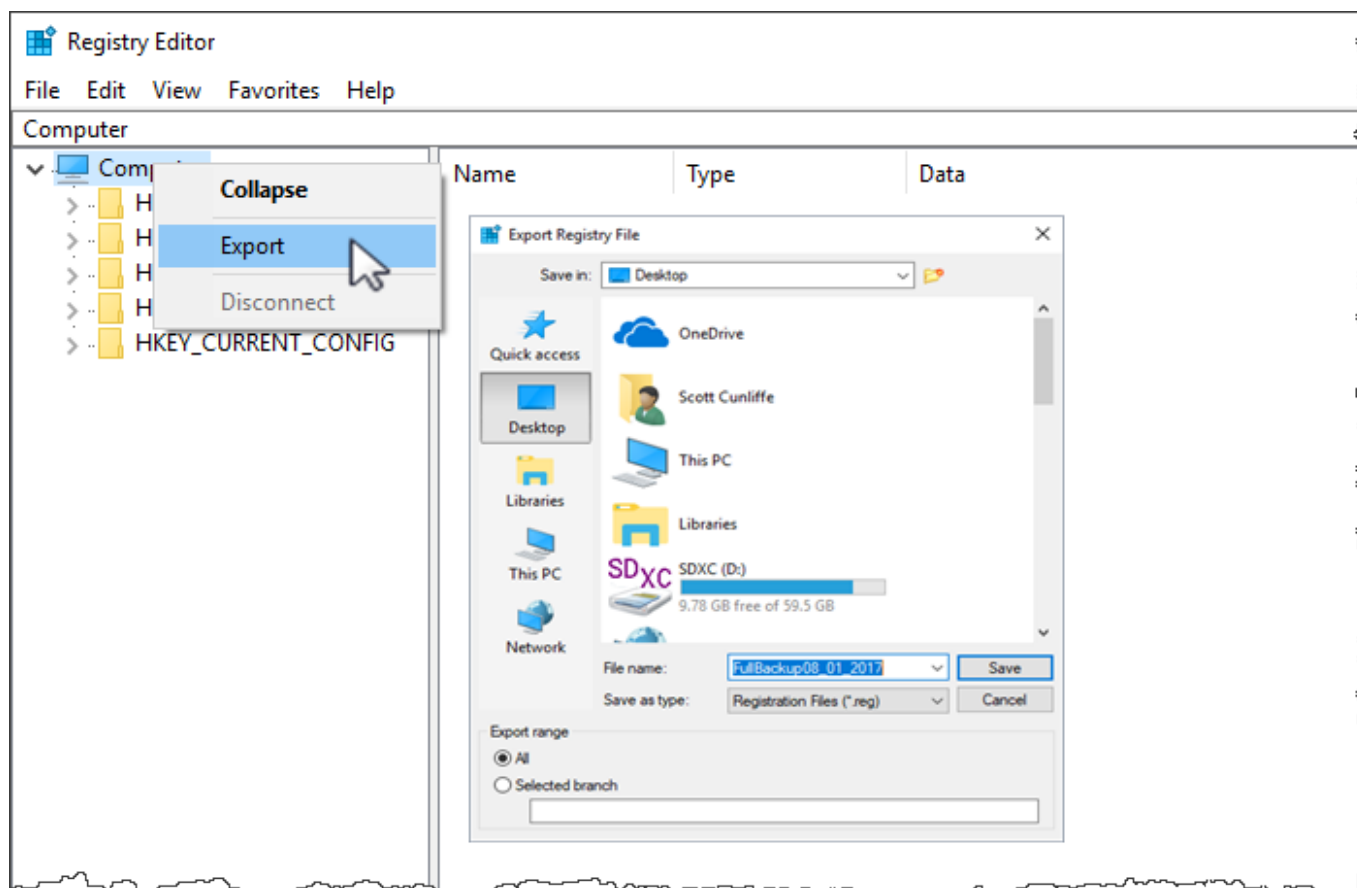 Registry Editor
File Edit View Favorites Help
Computer
Name Type Data
Collapse
H
H
Export
H
H
Disconnect
HKEY_CURRENT_CONFIG
Export Registry File
Save in: Desktop
Quick access
Desktop
Libraries
This PC
Network
OneDrive
Scott Cunliffe
This PC
Libraries
SDXC
SDXC (D:)
9.78 GB free of 59.5 GB
File name: FullBackup08_01_2017 Save
Save as type: Registration Files (*.reg) Cancel
Export range
All
Selected branch